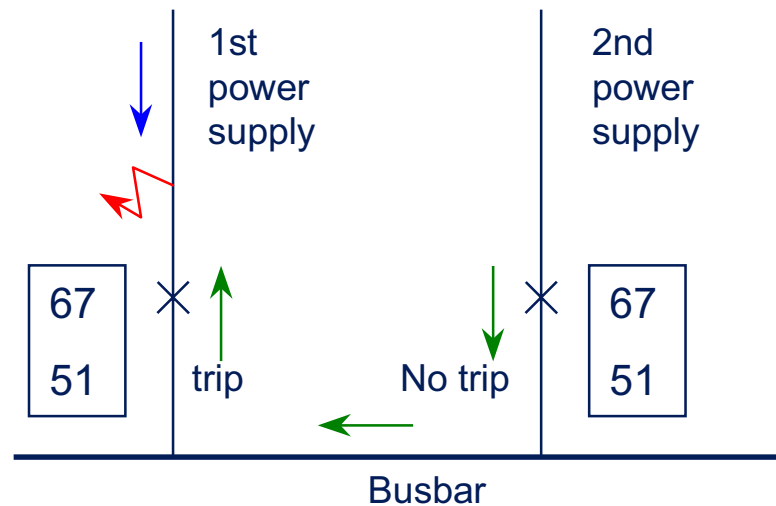 1st
power
supply
2nd
power
supply
67
51
trip
No trip
67
51
Busbar